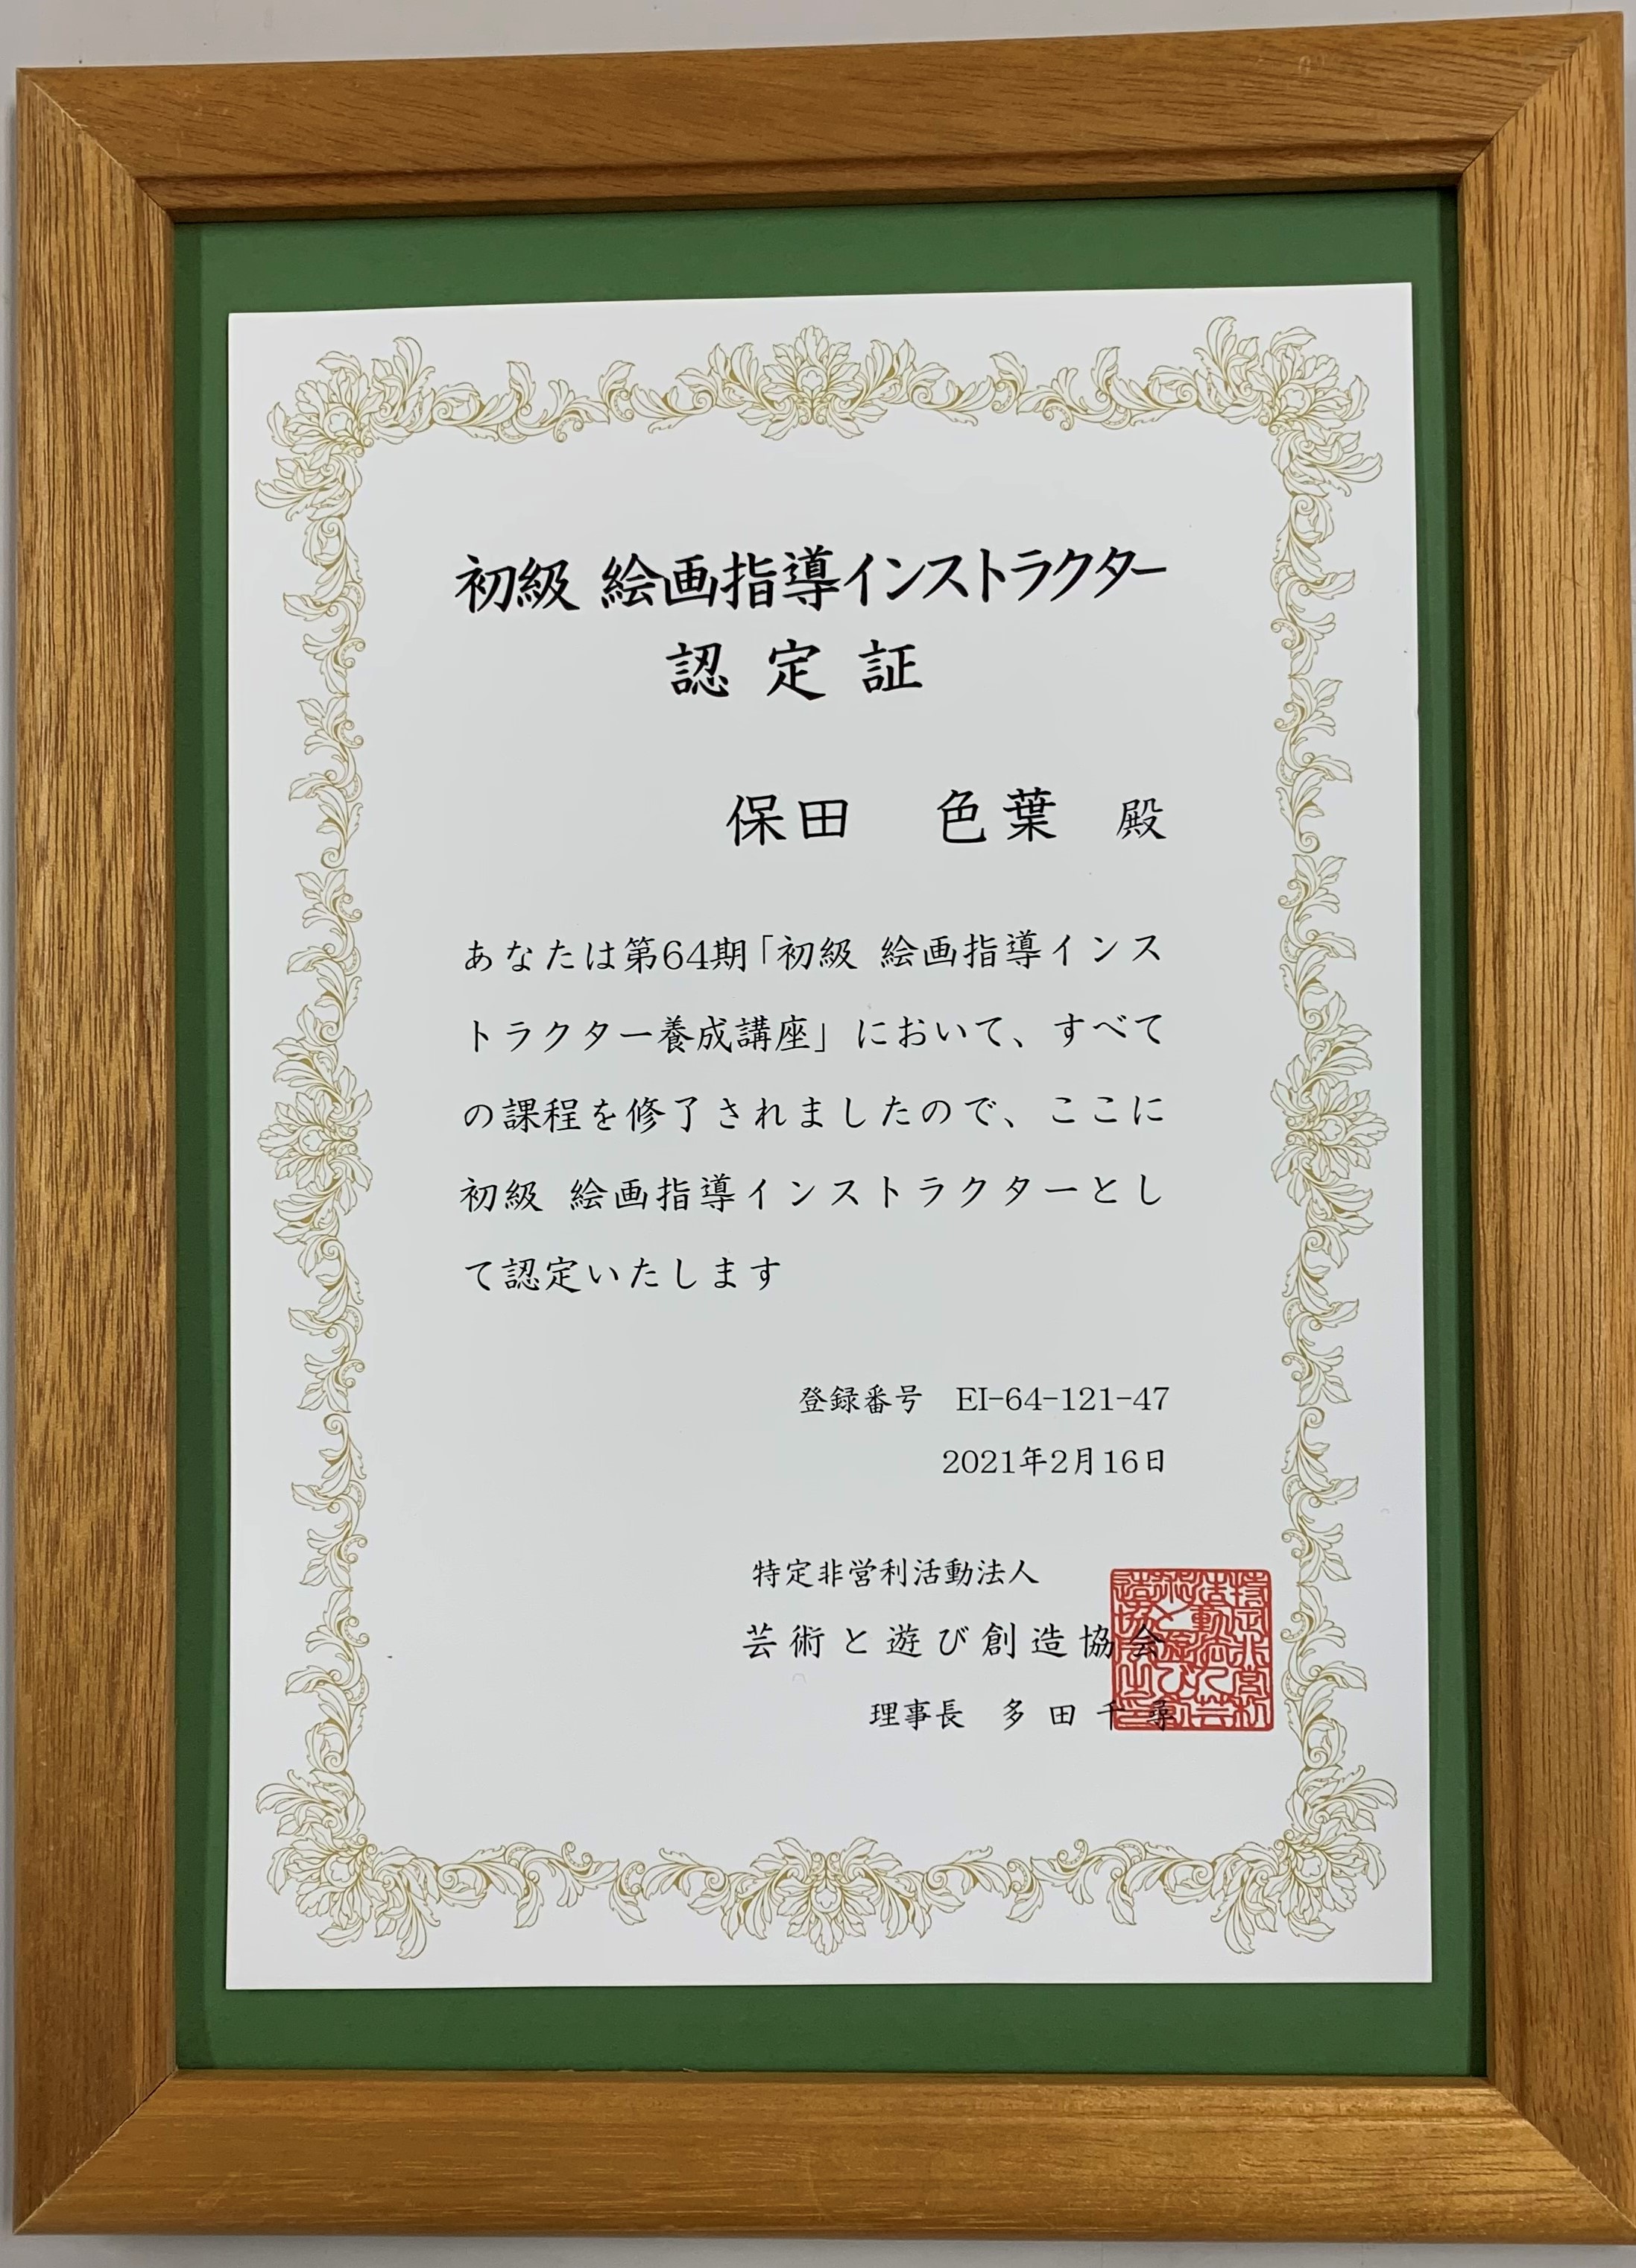 初級 絵画指導インストラクター
認定証
保田 色葉 殿
あなたは第64期「初級 絵画指導インス
トラクター養成講座」において、すべて
の課程を修了されましたので、ここに
初級 絵画指導インストラクターとし
て認定いたします
登録番号 EI-64-121-47
2021年2月16日
特定非営利活動法人
芸術と遊び創造協会
理事長 多田千尋